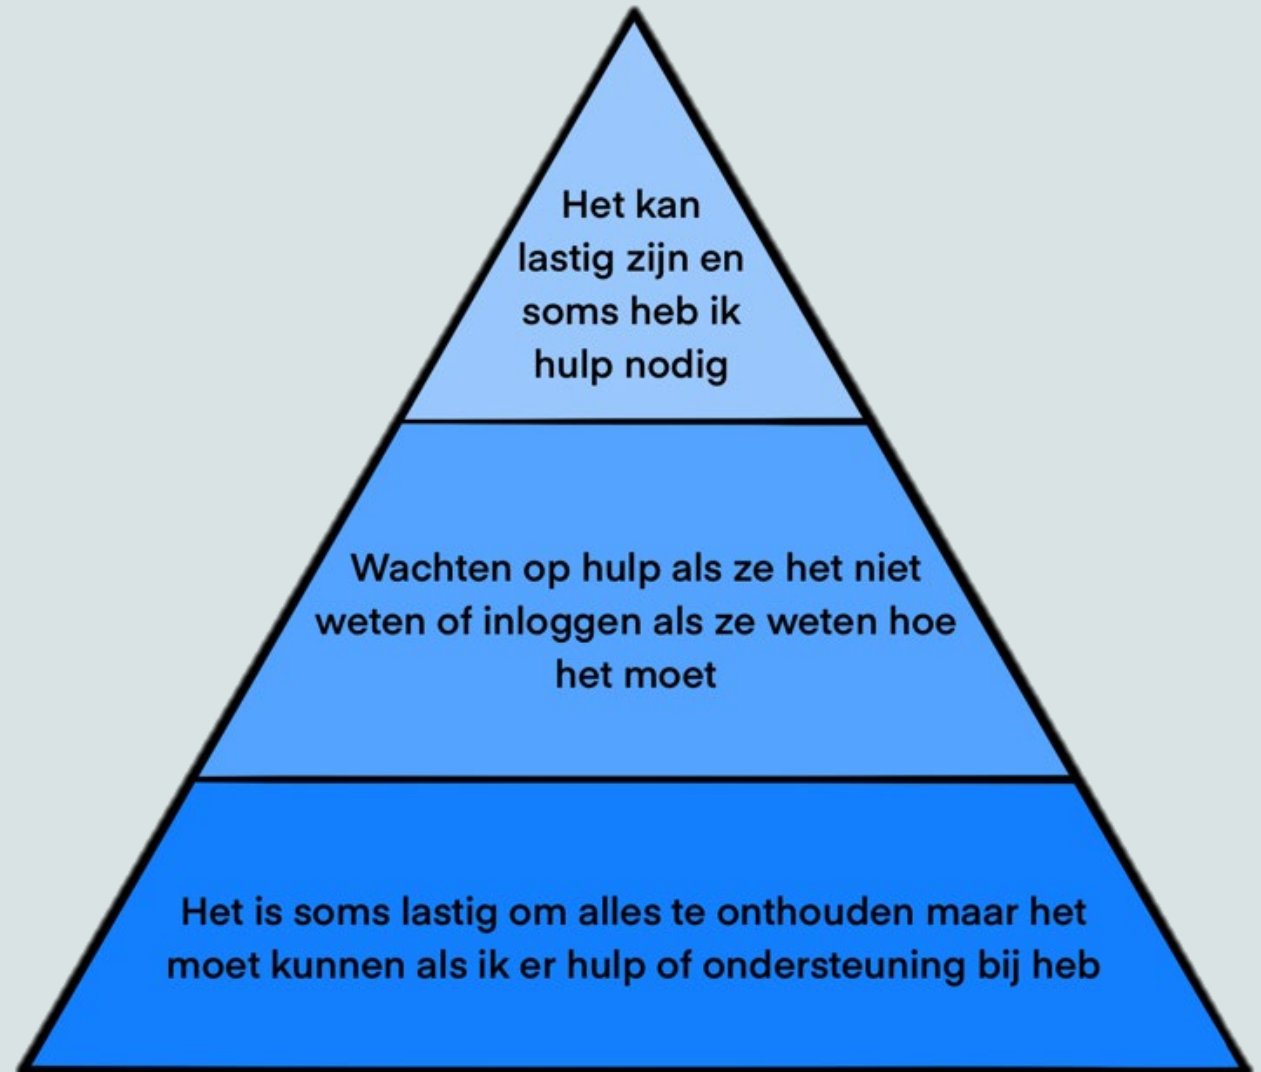 Het kan
lastig zijn en
soms heb ik
hulp nodig
Wachten op hulp als ze het niet
weten of inloggen als ze weten hoe
het moet
Het is soms lastig om alles te onthouden maar het
moet kunnen als ik er hulp of ondersteuning bij heb